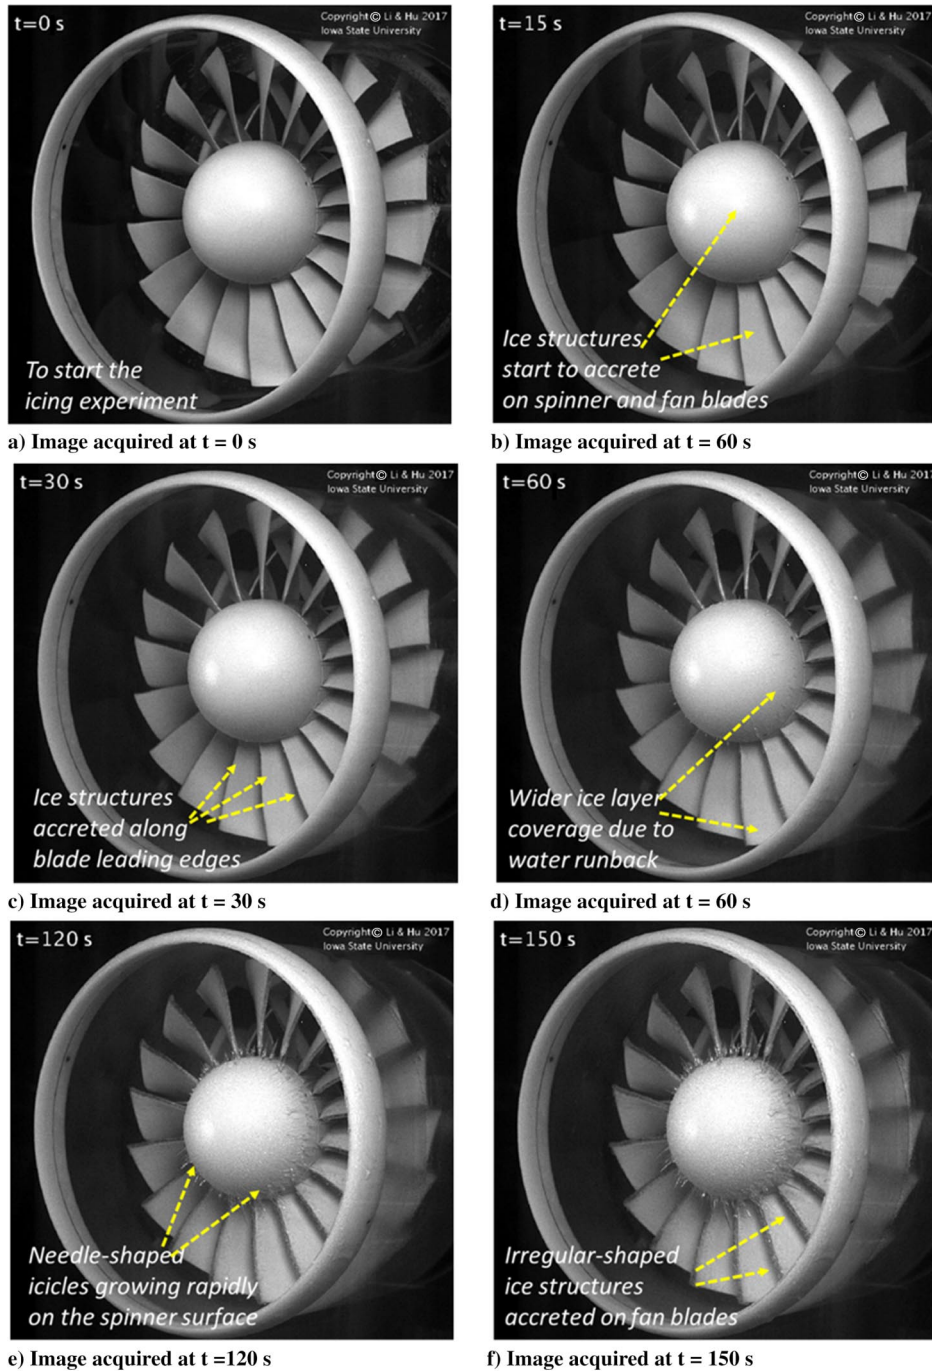 t=0 s
Copyright© Li & Hu 2017
Iowa State University
To start the
icing experiment
a) Image acquired at t = 0 s
t=15 s
Copyright© Li & Hu 2017
Iowa State University
Ice structures
start to accrete
on spinner and fan blades
b) Image acquired at t = 60 s
t=30 s
Copyright© Li & Hu 2017
Iowa State University
Ice structures
accreted along
blade leading edges
c) Image acquired at t = 30 s
t=60 s
Copyright© Li & Hu 2017
Iowa State University
Wider ice layer
coverage due to
water runback
d) Image acquired at t = 60 s
t=120 s
Copyright© Li & Hu 2017
Iowa State University
Needle-shaped
icicles growing rapidly
on the spinner surface
e) Image acquired at t =120 s
t=150 s
Copyright© Li & Hu 2017
Iowa State University
Irregular-shaped
ice structures
accreted on fan blades
f) Image acquired at t = 150 s